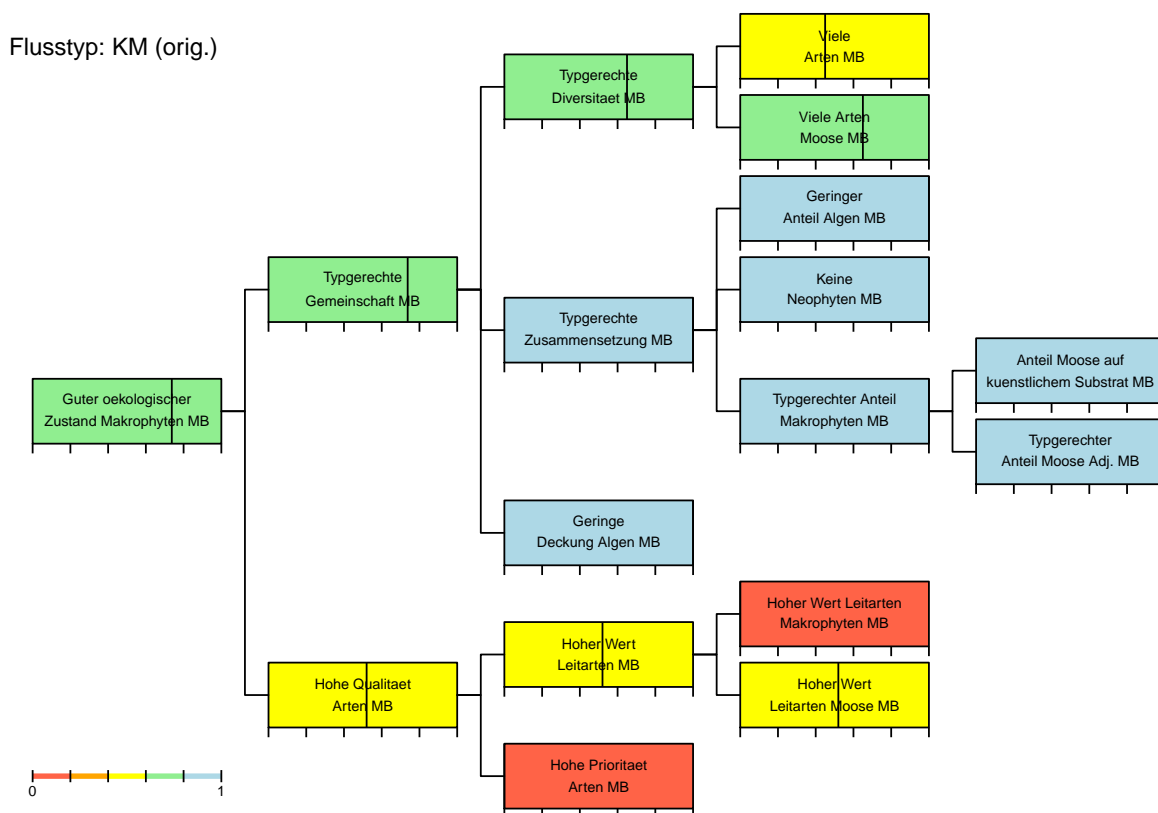 Flusstyp: KM (orig.)
Viele
Arten MB
Typgerechte
Diversitaet MB
Viele Arten
Moose MB
Geringer
Anteil Algen MB
Typgerechte
Gemeinschaft MB
Keine
Neophyten MB
Typgerechte
Zusammensetzung MB
Anteil Moose auf
kuenstlichem Substrat MB
Guter oekologischer
Zustand Makrophyten MB
Typgerechter Anteil
Makrophyten MB
Typgerechter
Anteil Moose Adj. MB
Geringe
Deckung Algen MB
Hoher Wert Leitarten
Makrophyten MB
Hoher Wert
Leitarten MB
Hohe Qualitaet
Arten MB
Hoher Wert
Leitarten Moose MB
Hohe Prioritaet
Arten MB
0 1